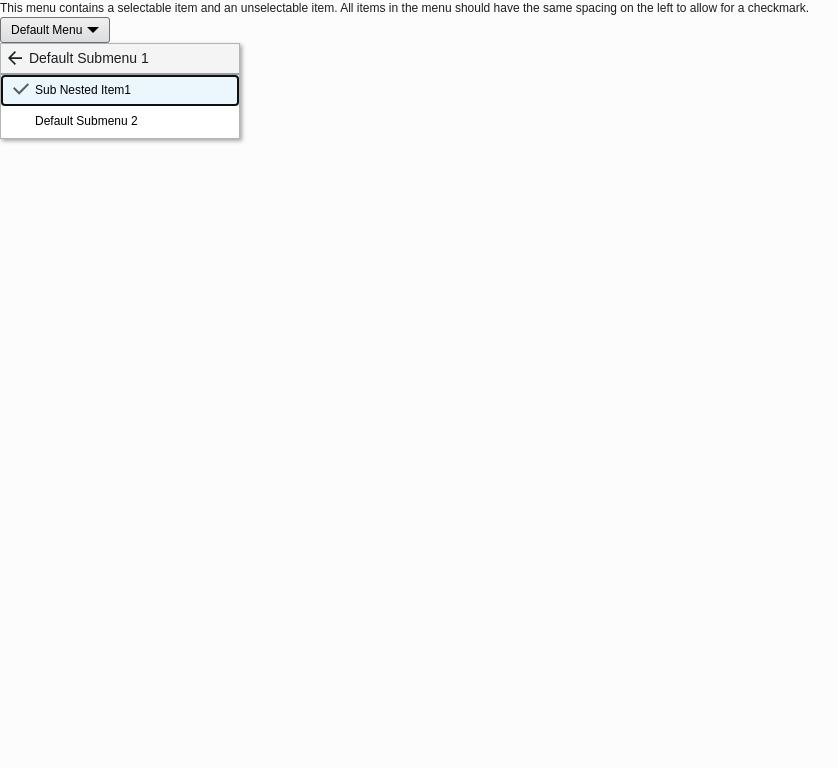 This menu contains a selectable item and an unselectable item. All items in the menu should have the same spacing on the left to allow for a checkmark.
Default Menu
Default Submenu 1
Sub Nested Item1
Default Submenu 2